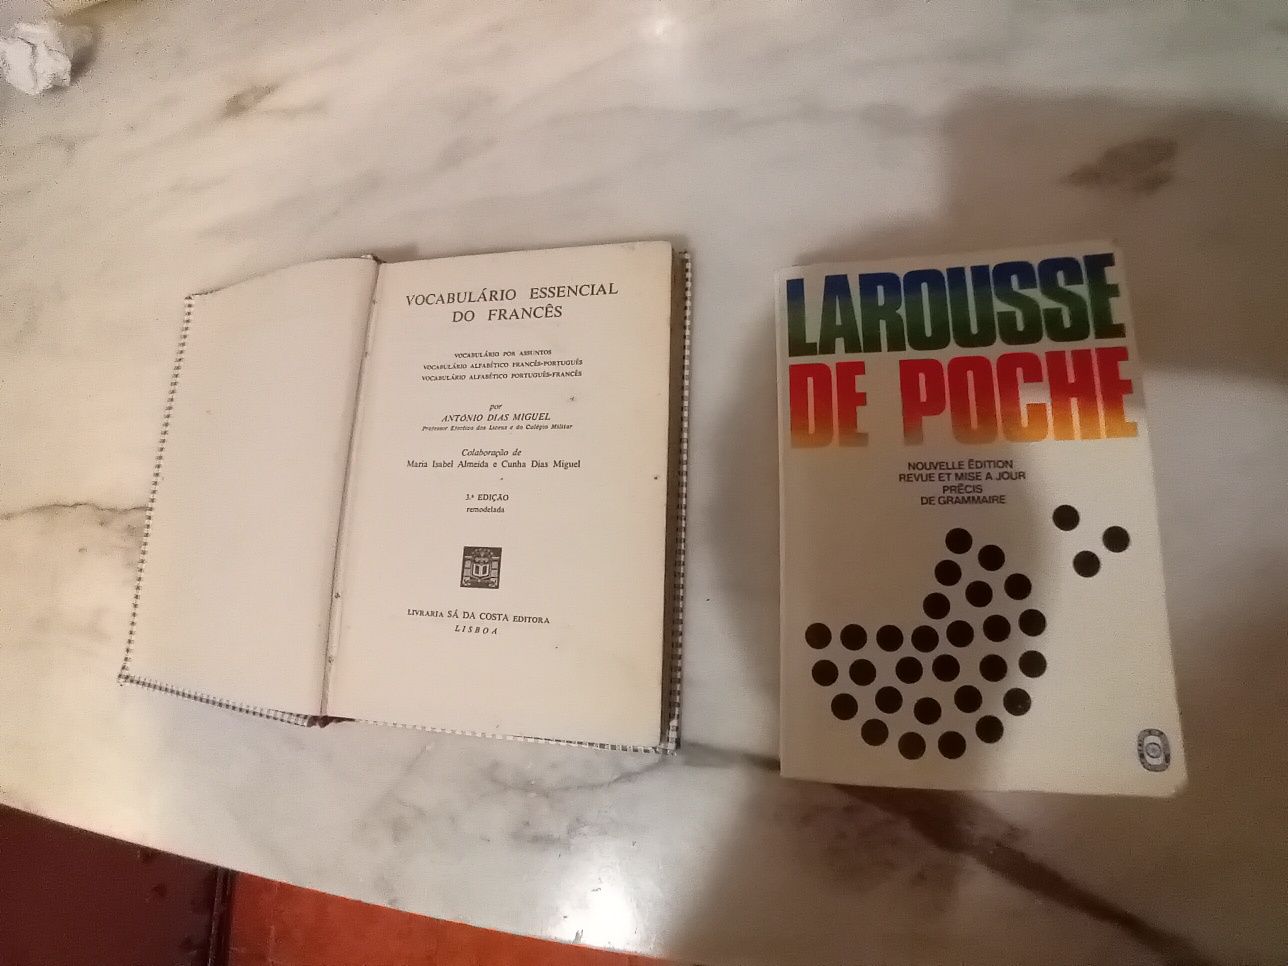 VOCABULÁRIO ESSENCIAL
DO FRANCÊS
VOCABULÁRIO POR ASSUNTOS
VOCABULÁRIO ALFABÉTICO FRANCÊS-PORTUGUÊS
VOCABULÁRIO ALFABÉTICO PORTUGUÊS-FRANCÊS
por
ANTÓNIO DIAS MIGUEL
Professor Efectivo dos Liceus e do Colégio Militar
Colaboração de
Maria Isabel Almeida e Cunha Dias Miguel
3.ª EDIÇÃO
remodelada
LIVRARIA SÁ DA COSTA EDITORA
LISBOA
LAROUSSE
DE POCHE
NOUVELLE ÉDITION
REVUE ET MISE A JOUR
PRÉCIS
DE GRAMMAIRE